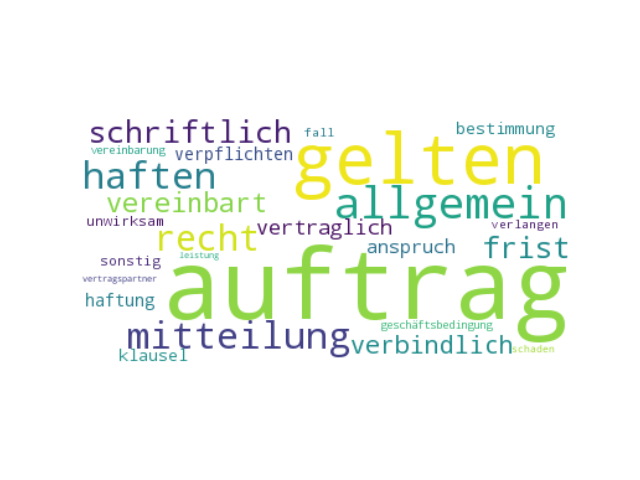 schriftlich
fall
gelten
bestimmung
vereinbarung
verpflichten
haften
vereinbart
allgemein
unwirksam
vertraglich
verlangen
recht
anspruch
frist
sonstig
leistung
auftrag
vertragspartner
haftung
mitteilung
geschäftsbedingung
verbindlich
schaden
klausel